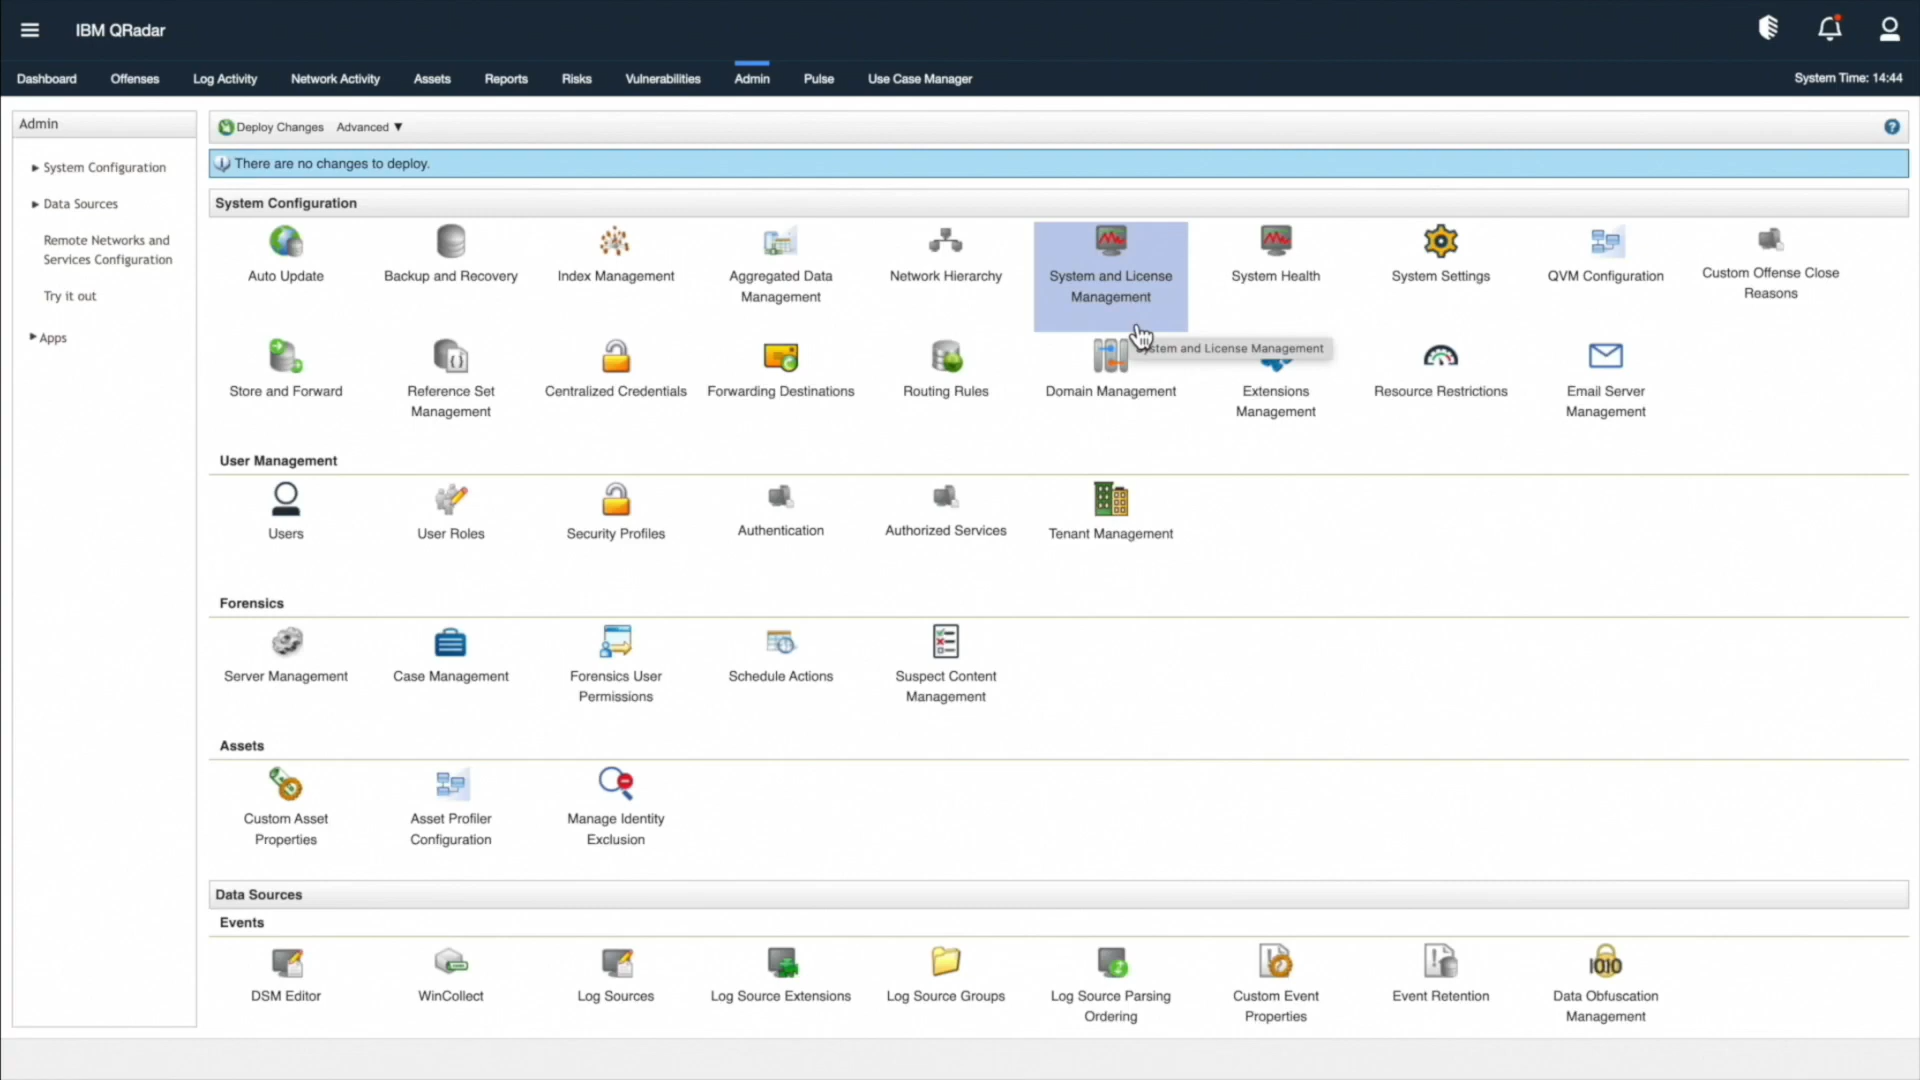 IBM QRadar
Dashboard Offenses Log Activity Network Activity Assets Reports Risks Vulnerabilities Admin Pulse Use Case Manager System Time: 14:44
Admin
System Configuration
Data Sources
Remote Networks and
Services Configuration
Try it out
Apps
Deploy Changes Advanced ▼
There are no changes to deploy.
System Configuration
Auto Update
Backup and Recovery
Index Management
Aggregated Data
Management
Network Hierarchy
System and License
Management
System Health
System Settings
QVM Configuration
Custom Offense Close
Reasons
Store and Forward
Reference Set
Management
Centralized Credentials
Forwarding Destinations
Routing Rules
Domain Management
System and License Management
Extensions
Management
Resource Restrictions
Email Server
Management
User Management
Users
User Roles
Security Profiles
Authentication
Authorized Services
Tenant Management
Forensics
Server Management
Case Management
Forensics User
Permissions
Schedule Actions
Suspect Content
Management
Assets
Custom Asset
Properties
Asset Profiler
Configuration
Manage Identity
Exclusion
Data Sources
Events
DSM Editor
WinCollect
Log Sources
Log Source Extensions
Log Source Groups
Log Source Parsing
Ordering
Custom Event
Properties
Event Retention
1010
Data Obfuscation
Management